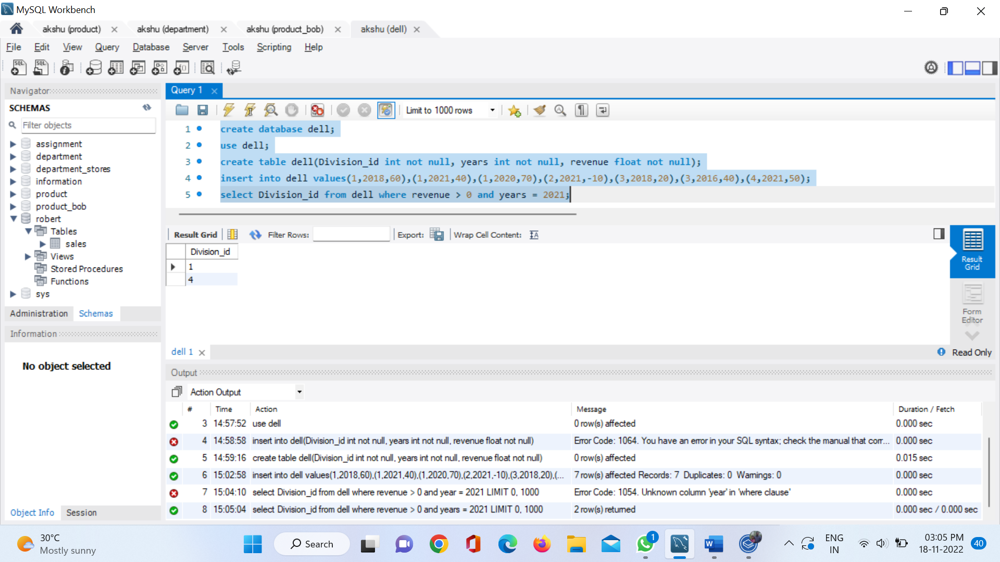 MySQL Workbench
akshu (product) akshu (department) akshu (product_bob) akshu (dell)
File Edit View Query Database Server Tools Scripting Help
Navigator
SCHEMAS
Filter objects
assignment
department
department_stores
information
product
product_bob
robert
Tables
sales
Views
Stored Procedures
Functions
sys
Administration Schemas
Information
No object selected
Object Info Session
Query 1
Limit to 1000 rows
1 create database dell;
2 use dell;
3 create table dell(Division_id int not null, years int not null, revenue float not null);
4 insert into dell values(1,2018,60),(1,2021,40),(1,2020,70),(2,2021,-10),(3,2018,20),(3,2016,40),(4,2021,50);
5 select Division_id from dell where revenue > 0 and years = 2021;
Result Grid Filter Rows: Export: Wrap Cell Content:
Division_id
1
4
Result
Grid
Form
Editor
dell 1
Read Only
Output
Action Output
# Time Action Message Duration / Fetch
3 14:57:52 use dell 0 row(s) affected 0.000 sec
4 14:58:58 insert into dell(Division_id int not null, years int not null, revenue float not null) Error Code: 1064. You have an error in your SQL syntax; check the manual that corr... 0.000 sec
5 14:59:16 create table dell(Division_id int not null, years int not null, revenue float not null) 0 row(s) affected 0.015 sec
6 15:02:58 insert into dell values(1,2018,60),(1,2021,40),(1,2020,70),(2,2021,-10),(3,2018,20),(... 7 row(s) affected Records: 7 Duplicates: 0 Warnings: 0 0.000 sec
7 15:04:10 select Division_id from dell where revenue > 0 and year = 2021 LIMIT 0, 1000 Error Code: 1054. Unknown column 'year' in 'where clause' 0.000 sec
8 15:05:04 select Division_id from dell where revenue > 0 and years = 2021 LIMIT 0, 1000 2 row(s) returned 0.000 sec / 0.000 sec
30°C
Mostly sunny
Search
1
ENG
IN
03:05 PM
18-11-2022
40